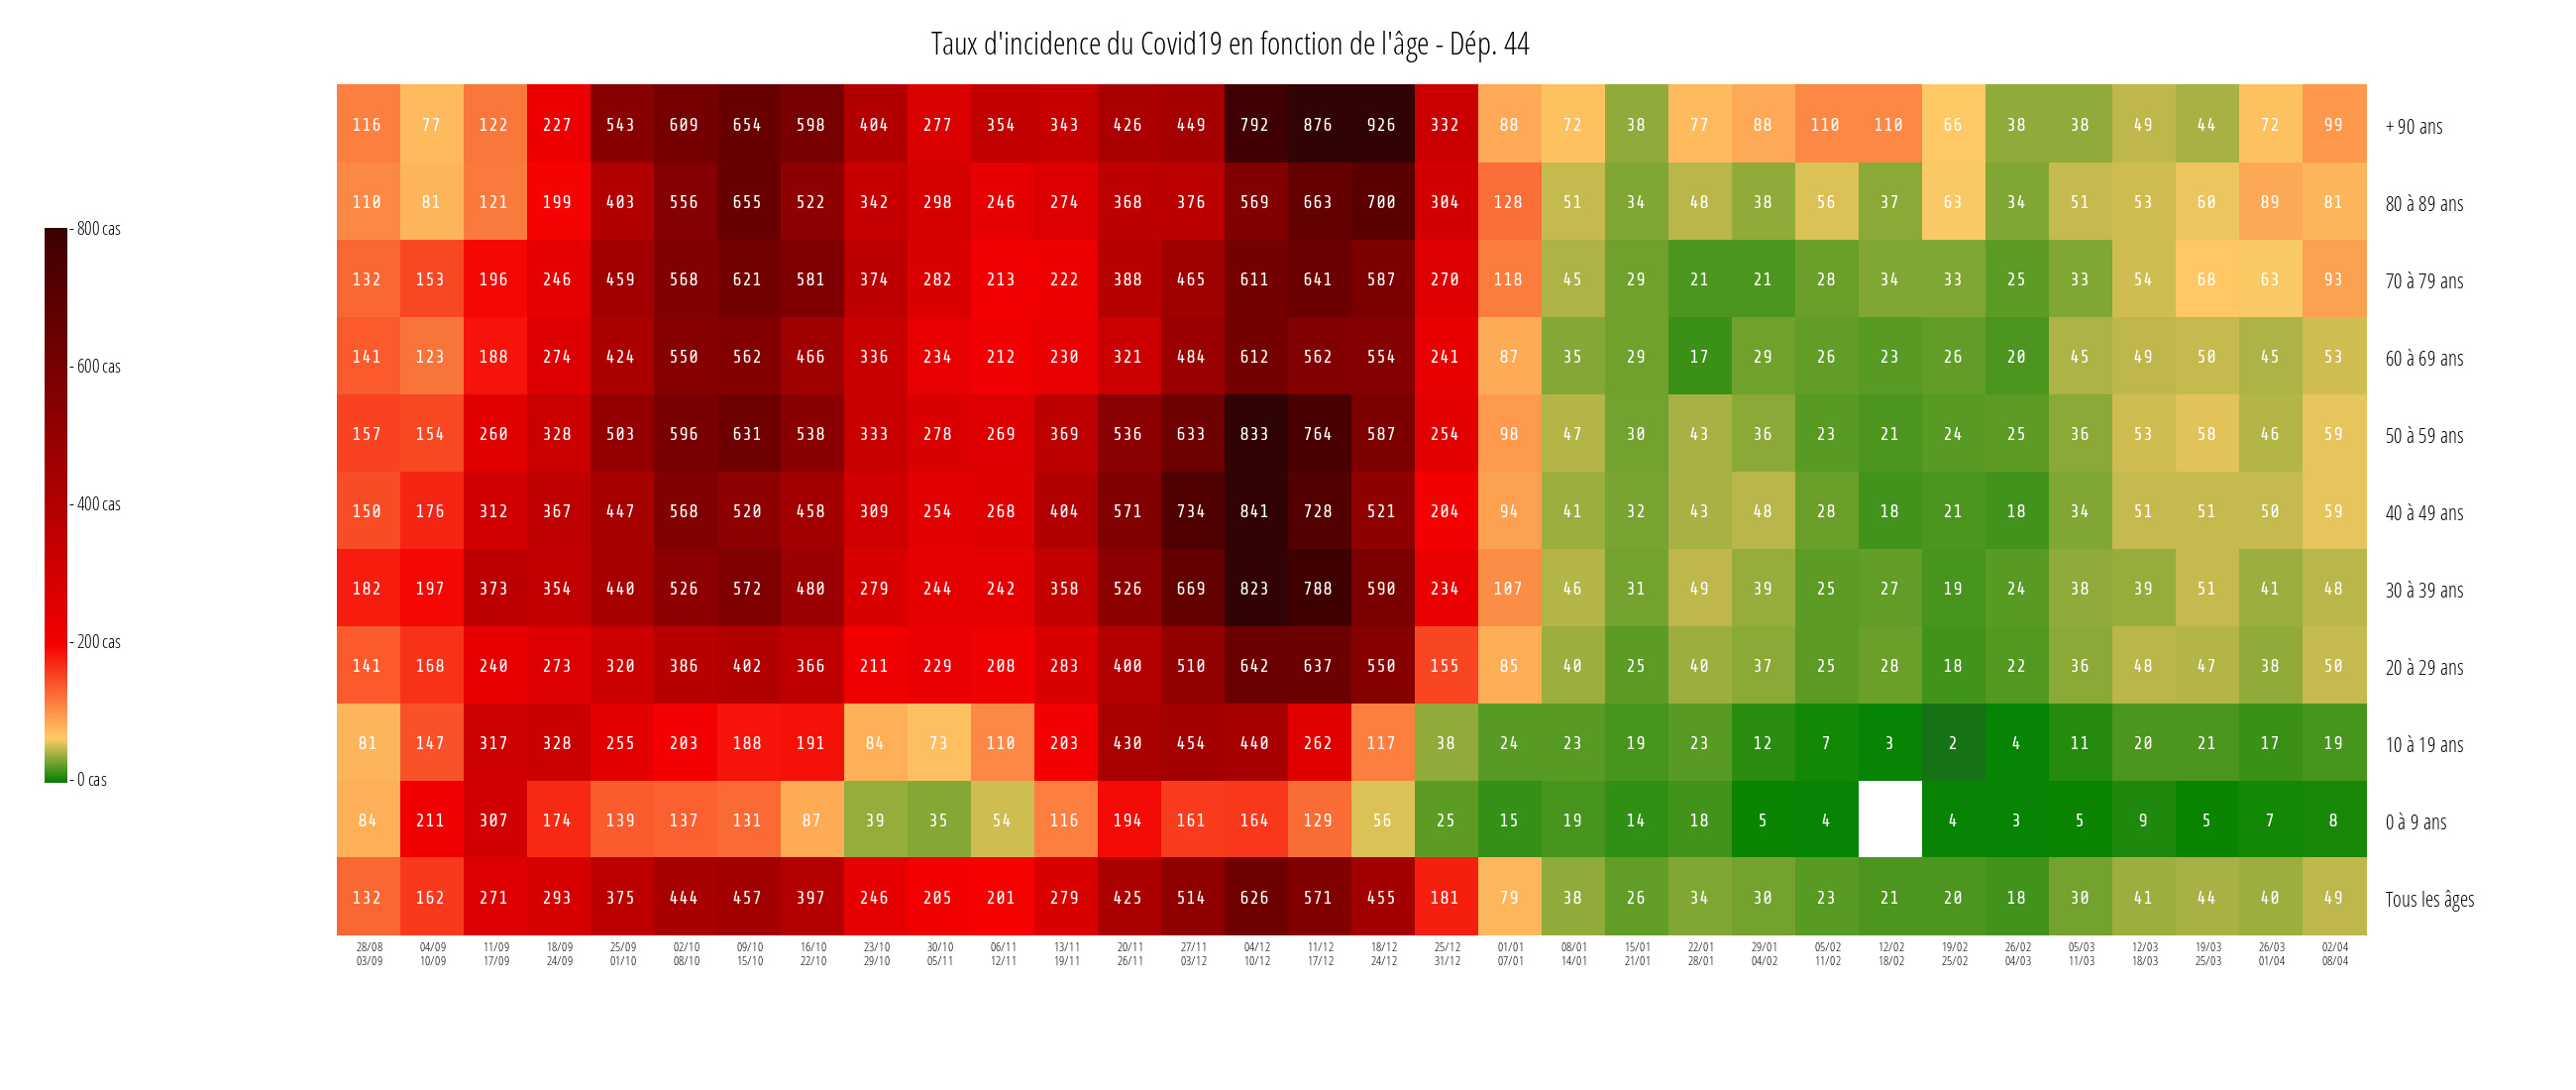 Taux d'incidence du Covid19 en fonction de l'âge - Dép. 44
- 800 cas
- 600 cas
- 400 cas
- 200 cas
- 0 cas
116 77 122 227 543 609 654 598 404 277 354 343 426 449 792 876 926 332 88 72 38 77 88 110 110 66 38 38 49 44 72 99 + 90 ans
110 81 121 199 403 556 655 522 342 298 246 274 368 376 569 663 700 304 128 51 34 48 38 56 37 63 34 51 53 60 89 81 80 à 89 ans
132 153 196 246 459 568 621 581 374 282 213 222 388 465 611 641 587 270 118 45 29 21 21 28 34 33 25 33 54 68 63 93 70 à 79 ans
141 123 188 274 424 550 562 466 336 234 212 230 321 484 612 562 554 241 87 35 29 17 29 26 23 26 20 45 49 50 45 53 60 à 69 ans
157 154 260 328 503 596 631 538 333 278 269 369 536 633 833 764 587 254 98 47 30 43 36 23 21 24 25 36 53 58 46 59 50 à 59 ans
150 176 312 367 447 568 520 458 309 254 268 404 571 734 841 728 521 204 94 41 32 43 48 28 18 21 18 34 51 51 50 59 40 à 49 ans
182 197 373 354 440 526 572 480 279 244 242 358 526 669 823 788 590 234 107 46 31 49 39 25 27 19 24 38 39 51 41 48 30 à 39 ans
141 168 240 273 320 386 402 366 211 229 208 283 400 510 642 637 550 155 85 40 25 40 37 25 28 18 22 36 48 47 38 50 20 à 29 ans
81 147 317 328 255 203 188 191 84 73 110 203 430 454 440 262 117 38 24 23 19 23 12 7 3 2 4 11 20 21 17 19 10 à 19 ans
84 211 307 174 139 137 131 87 39 35 54 116 194 161 164 129 56 25 15 19 14 18 5 4 4 3 5 9 5 7 8 0 à 9 ans
132 162 271 293 375 444 457 397 246 205 201 279 425 514 626 571 455 181 79 38 26 34 30 23 21 20 18 30 41 44 40 49 Tous les âges
28/08 04/09 11/09 18/09 25/09 02/10 09/10 16/10 23/10 30/10 06/11 13/11 20/11 27/11 04/12 11/12 18/12 25/12 01/01 08/01 15/01 22/01 29/01 05/02 12/02 19/02 26/02 05/03 12/03 19/03 26/03 02/04
03/09 10/09 17/09 24/09 01/10 08/10 15/10 22/10 29/10 05/11 12/11 19/11 26/11 03/12 10/12 17/12 24/12 31/12 07/01 14/01 21/01 28/01 04/02 11/02 18/02 25/02 04/03 11/03 18/03 25/03 01/04 08/04